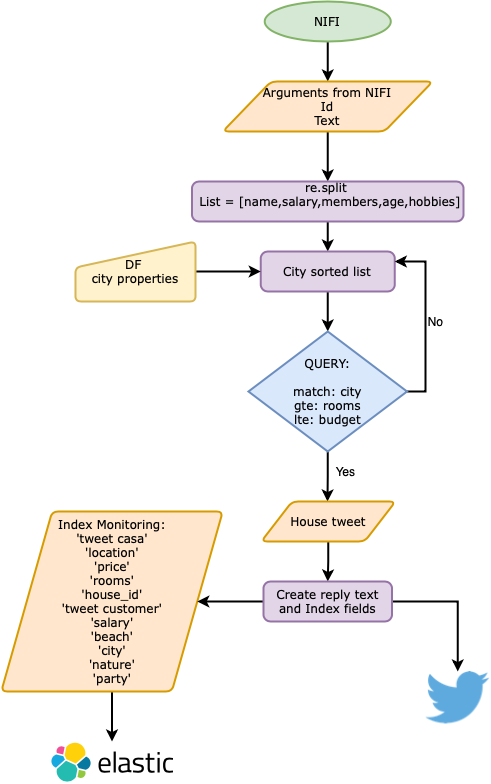 NIFI
Arguments from NIFI
Id
Text
re.split
List = [name,salary,members,age,hobbies]
DF
city properties
City sorted list
No
QUERY:
match: city
gte: rooms
lte: budget
Yes
House tweet
Index Monitoring:
'tweet casa'
'location'
'price'
'rooms'
'house_id'
'tweet customer'
'salary'
'beach'
'city'
'nature'
'party'
Create reply text
and Index fields
elastic